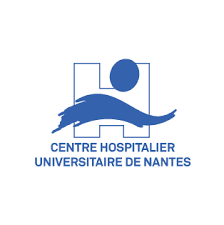 CENTRE HOSPITALIER
UNIVERSITAIRE DE NANTES